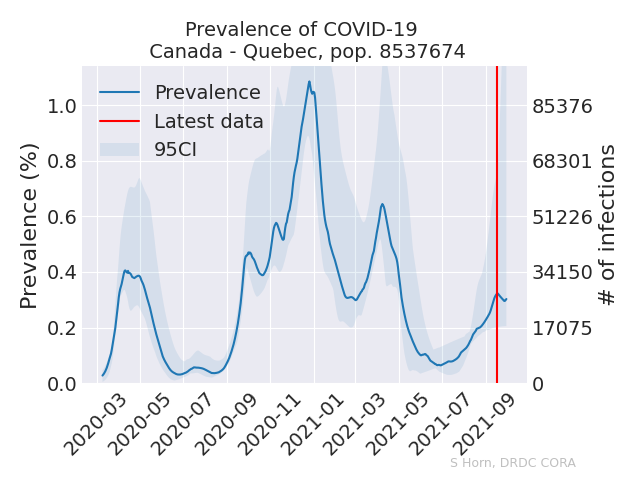 Prevalence of COVID-19
Canada - Quebec, pop. 8537674
Prevalence
Latest data
95CI
Prevalence (%)
1.0
0.8
0.6
0.4
0.2
0.0
85376
68301
51226
34150
17075
0
# of infections
2020-03
2020-05
2020-07
2020-09
2020-11
2021-01
2021-03
2021-05
2021-07
2021-09
S Horn, DRDC CORA